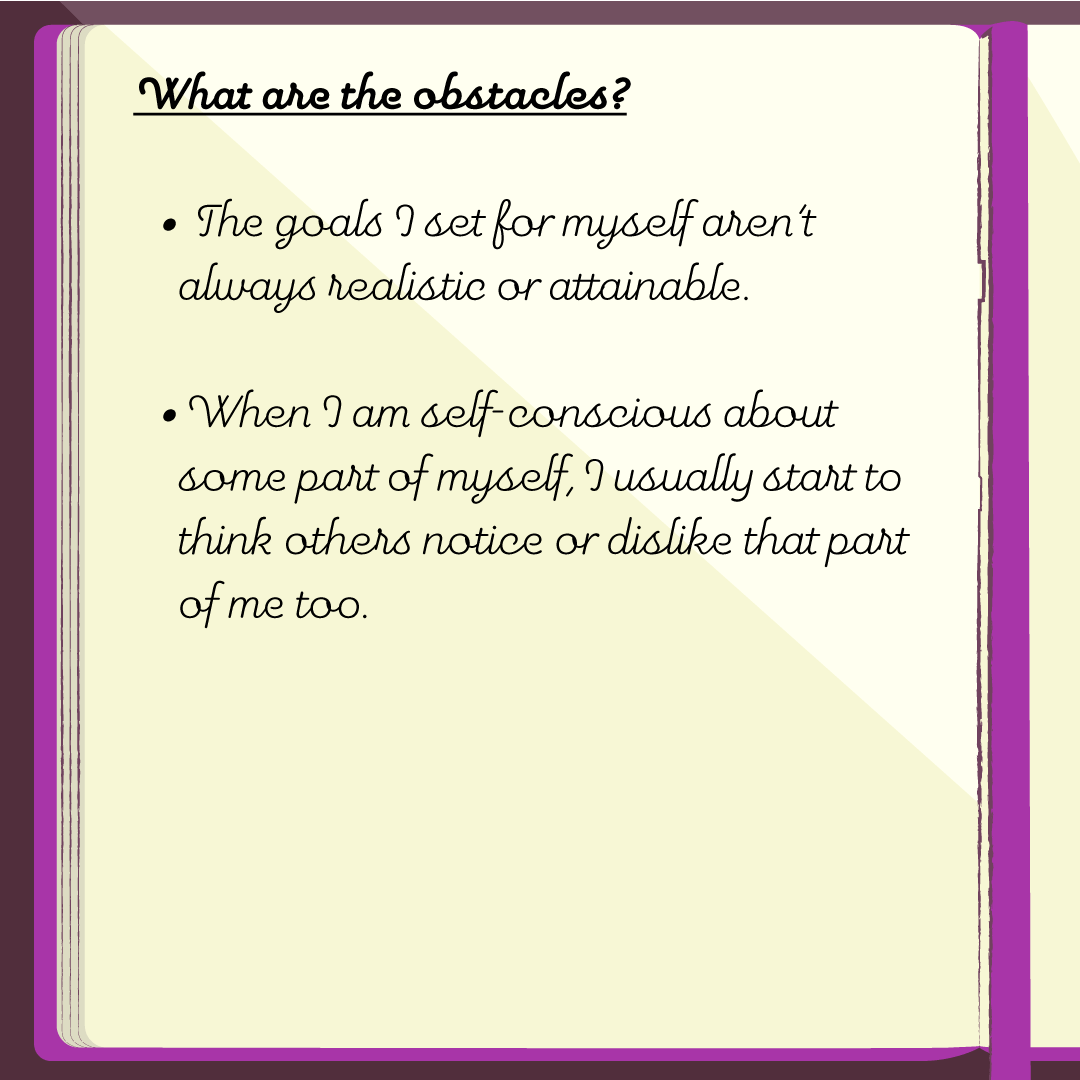 What are the obstacles?
• The goals I set for myself aren't
always realistic or attainable.
• When I am self-conscious about
some part of myself, I usually start to
think others notice or dislike that part
of me too.